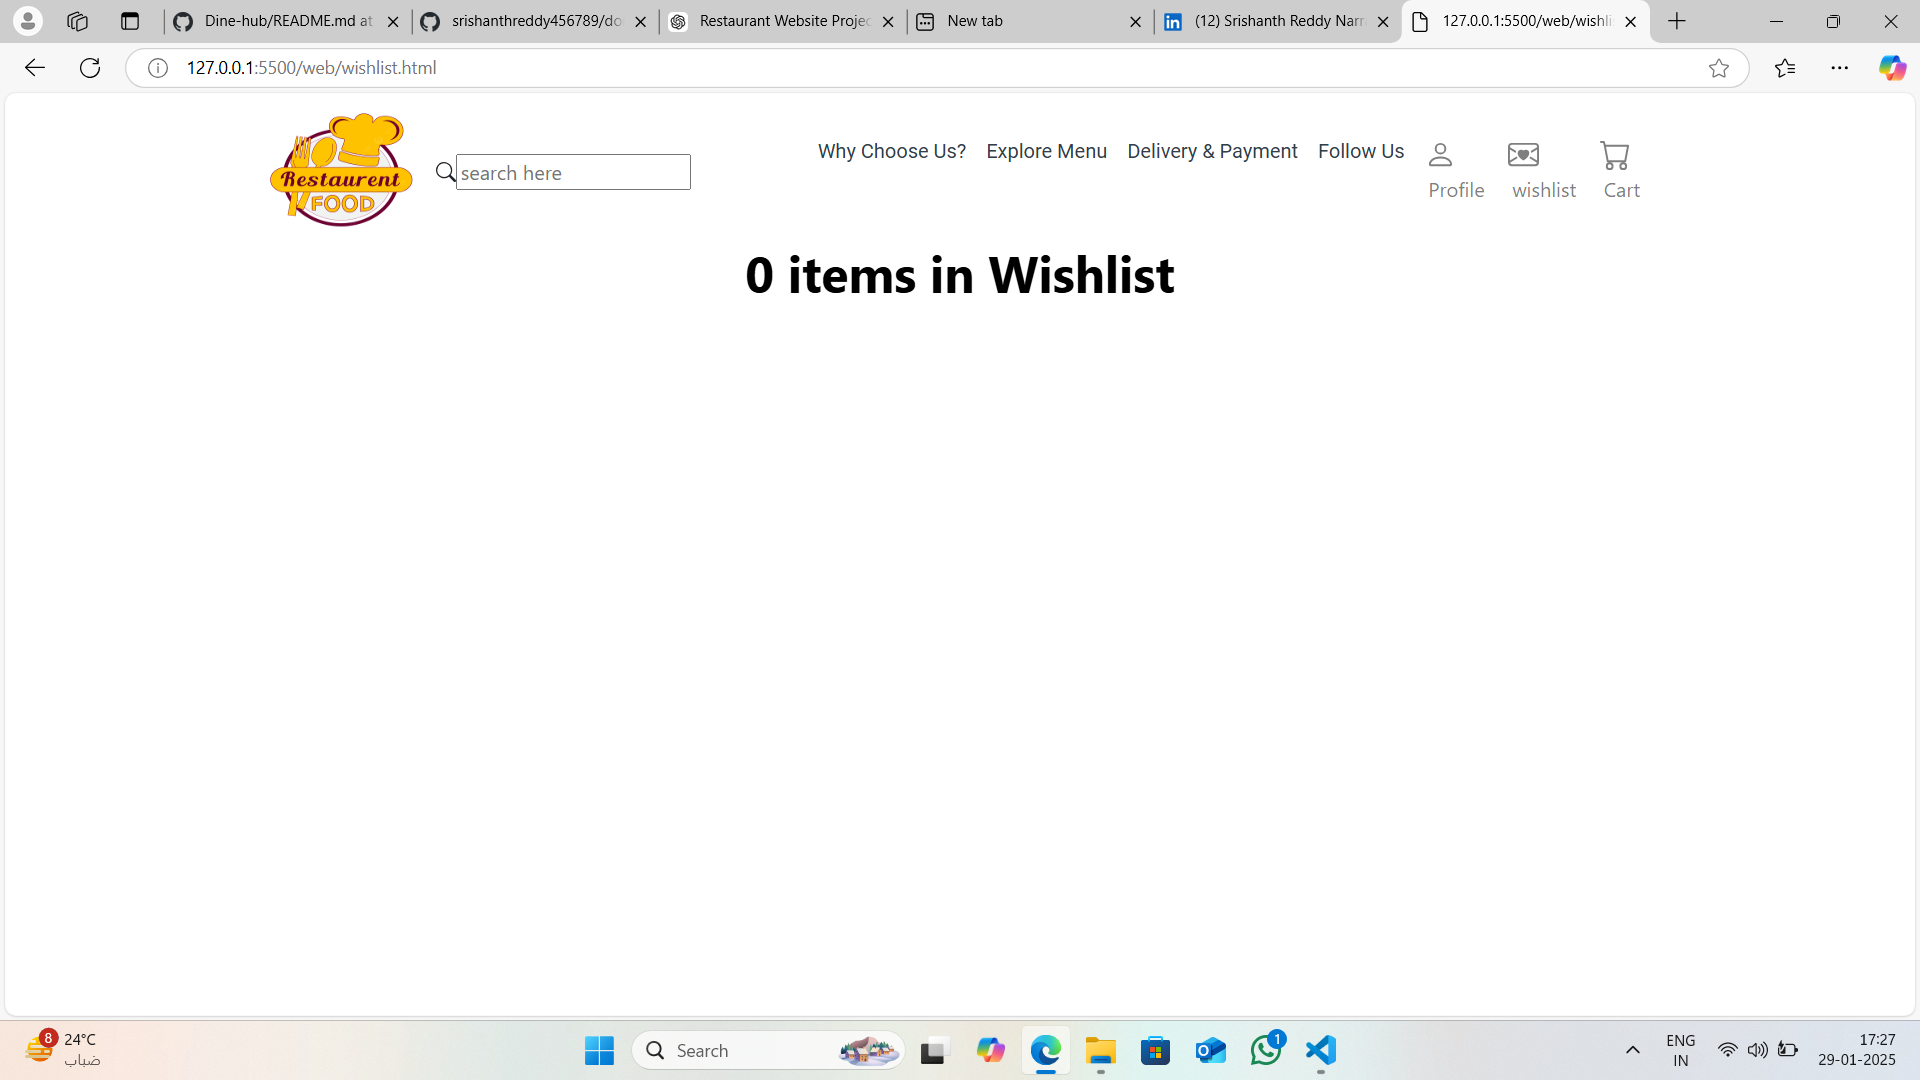 Dine-hub/README.md at
srishanthreddy456789/do
Restaurant Website Projec
New tab
(12) Srishanth Reddy Narr
127.0.0.1:5500/web/wishli
127.0.0.1:5500/web/wishlist.html
Restaurent
FOOD
search here
Why Choose Us?
Explore Menu
Delivery & Payment
Follow Us
Profile
wishlist
Cart
0 items in Wishlist
8
24°C
ضباب
Search
1
ENG
IN
17:27
29-01-2025